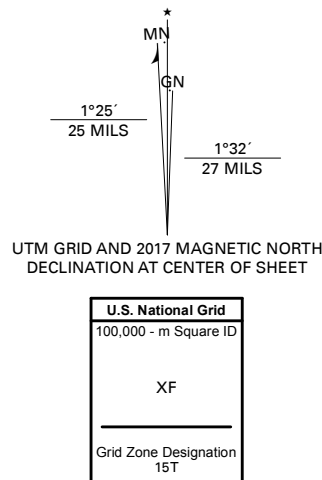 ★
MN
GN
1°25´
25 MILS
1°32´
27 MILS
UTM GRID AND 2017 MAGNETIC NORTH
DECLINATION AT CENTER OF SHEET
U.S. National Grid
100,000 - m Square ID
XF
Grid Zone Designation
15T